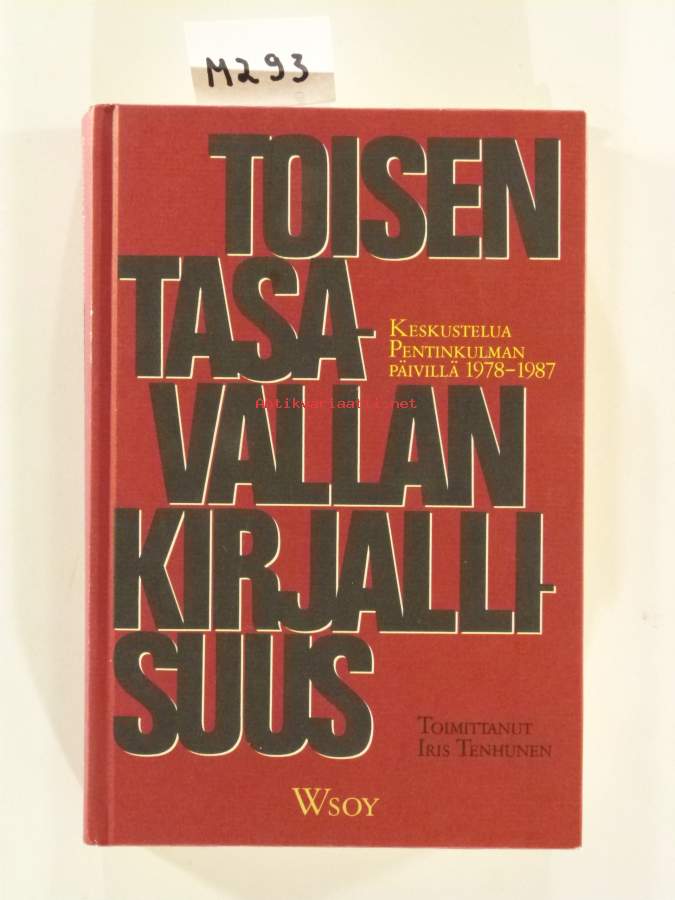 M293
TOISEN
TASA-
VALLAN
KIRJALLI-
SUUS
KESKUSTELUA
PENTINKULMAN
PÄIVILLÄ 1978–1987
Antikvariaatti.net
TOIMITTANUT
IRIS TENHUNEN
WSOY